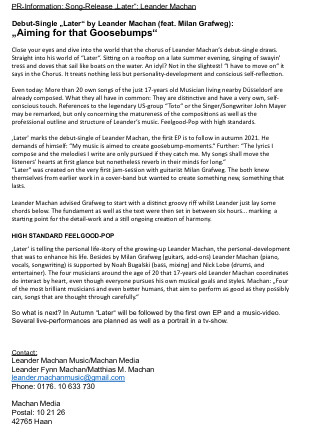 PR-Information: Song-Release „Later“: Leander Machan
Debut-Single „Later“ by Leander Machan (feat. Milan Grafweg):
„Aiming for that Goosebumps“
Close your eyes and dive into the world that the chorus of Leander Machan's debut-single draws.
Straight into his world of "Later". Sitting on a rooftop on a late summer evening, singing of swayin'
tress and doves that sail like boats on the water. An idyll? Not in the slightest! "I have to move on" it
says in the Chorus. It treats nothing less but personality-development and conscious self-reflection.
Even today: More than 20 own songs of the just 17-years old Musician living nearby Düsseldorf are
already composed. What they all have in common: They are distinctive and have a very own, self-
conscious touch. References to the legendary US-group "Toto" or the Singer/Songwriter John Mayer
may be remarked, but only concerning the matureness of the compositions as well as the
professional outline and structure of Leander's music. Feelgood-Pop with high standards.
‚Later' marks the debut-single of Leander Machan, the first EP is to follow in autumn 2021. He
demands of himself: "My music is aimed to create goosebump-moments." Further: "The lyrics I
compose and the melodies I write are only pursued if they catch me. My songs shall move the
listeners' hearts at first glance but nonetheless reverb in their minds for long."
"Later" was created on the very first jam-session with guitarist Milan Grafweg. The both knew
themselves from earlier work in a cover-band but wanted to create something new, something that
lasts.
Leander Machan advised Grafweg to start with a distinct groovy riff whilst Leander just lay some
chords below. The fundament as well as the text were then set in between six hours... marking a
starting point for the detail-work and a still ongoing creation of harmony.
HIGH STANDARD FEELGOOD-POP
‚Later' is telling the personal life-story of the growing-up Leander Machan, the personal-development
that was to enhance his life. Besides by Milan Grafweg (guitars, add-ons) Leander Machan (piano,
vocals, songwriting) is supported by Noah Bugalski (bass, mixing) and Nick Lobe (drums, and
entertainer). The four musicians around the age of 20 that 17-years old Leander Machan coordinates
do interact by heart, even though everyone pursues his own musical goals and styles. Machan: „Four
of the most brilliant musicians and even better humans, that aim to perform as good as they possibly
can, songs that are thought through carefully."
So what is next? In Autumn "Later" will be followed by the first own EP and a music-video.
Several live-performances are planned as well as a portrait in a tv-show.
Contact:
Leander Machan Music/Machan Media
Leander Fynn Machan/Matthias M. Machan
leander.machanmusic@gmail.com
Phone: 0176. 10 633 730
Machan Media
Postal: 10 21 26
42765 Haan